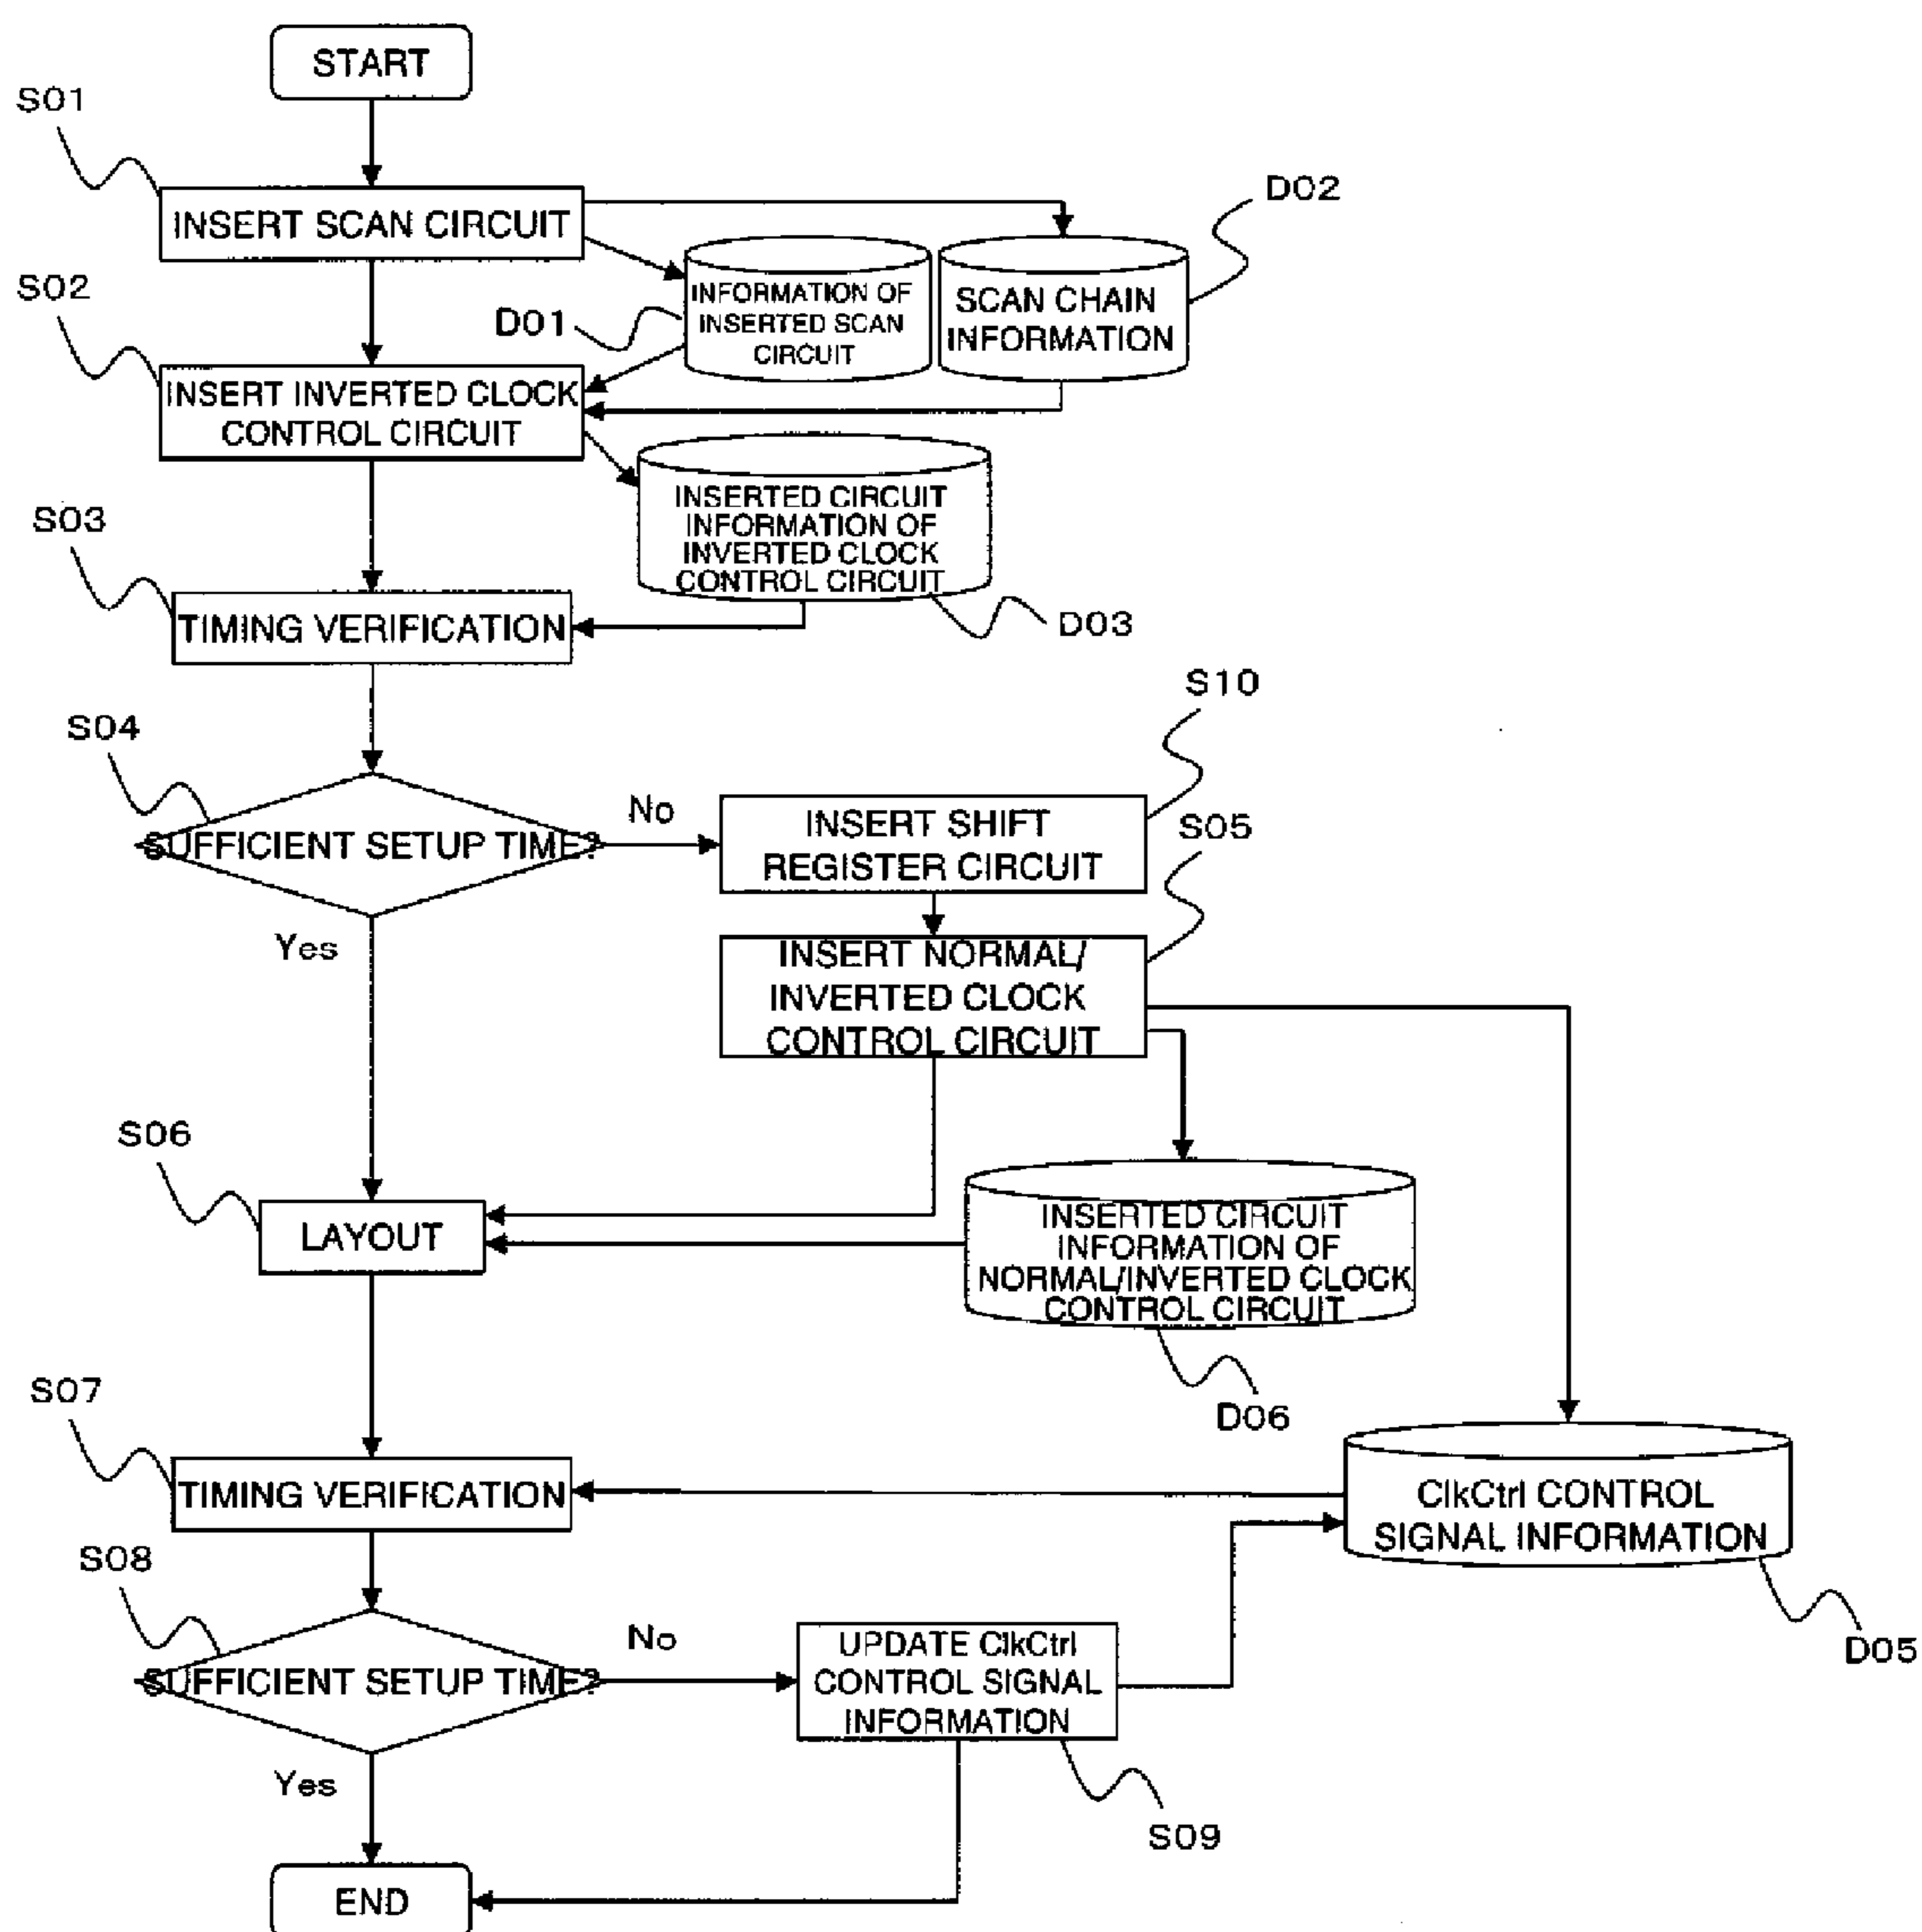 START
S01
INSERT SCAN CIRCUIT
D02
S02
D01
INFORMATION OF
INSERTED SCAN
CIRCUIT
SCAN CHAIN
INFORMATION
INSERT INVERTED CLOCK
CONTROL CIRCUIT
S03
INSERTED CIRCUIT
INFORMATION OF
INVERTED CLOCK
CONTROL CIRCUIT
TIMING VERIFICATION
D03
S10
S04
SUFFICIENT SETUP TIME?
No
INSERT SHIFT
REGISTER CIRCUIT
S05
Yes
INSERT NORMAL/
INVERTED CLOCK
CONTROL CIRCUIT
S06
LAYOUT
INSERTED CIRCUIT
INFORMATION OF
NORMAL/INVERTED CLOCK
CONTROL CIRCUIT
D06
S07
TIMING VERIFICATION
ClkCtrl CONTROL
SIGNAL INFORMATION
D05
S08
SUFFICIENT SETUP TIME?
No
UPDATE ClkCtrl
CONTROL SIGNAL
INFORMATION
Yes
S09
END